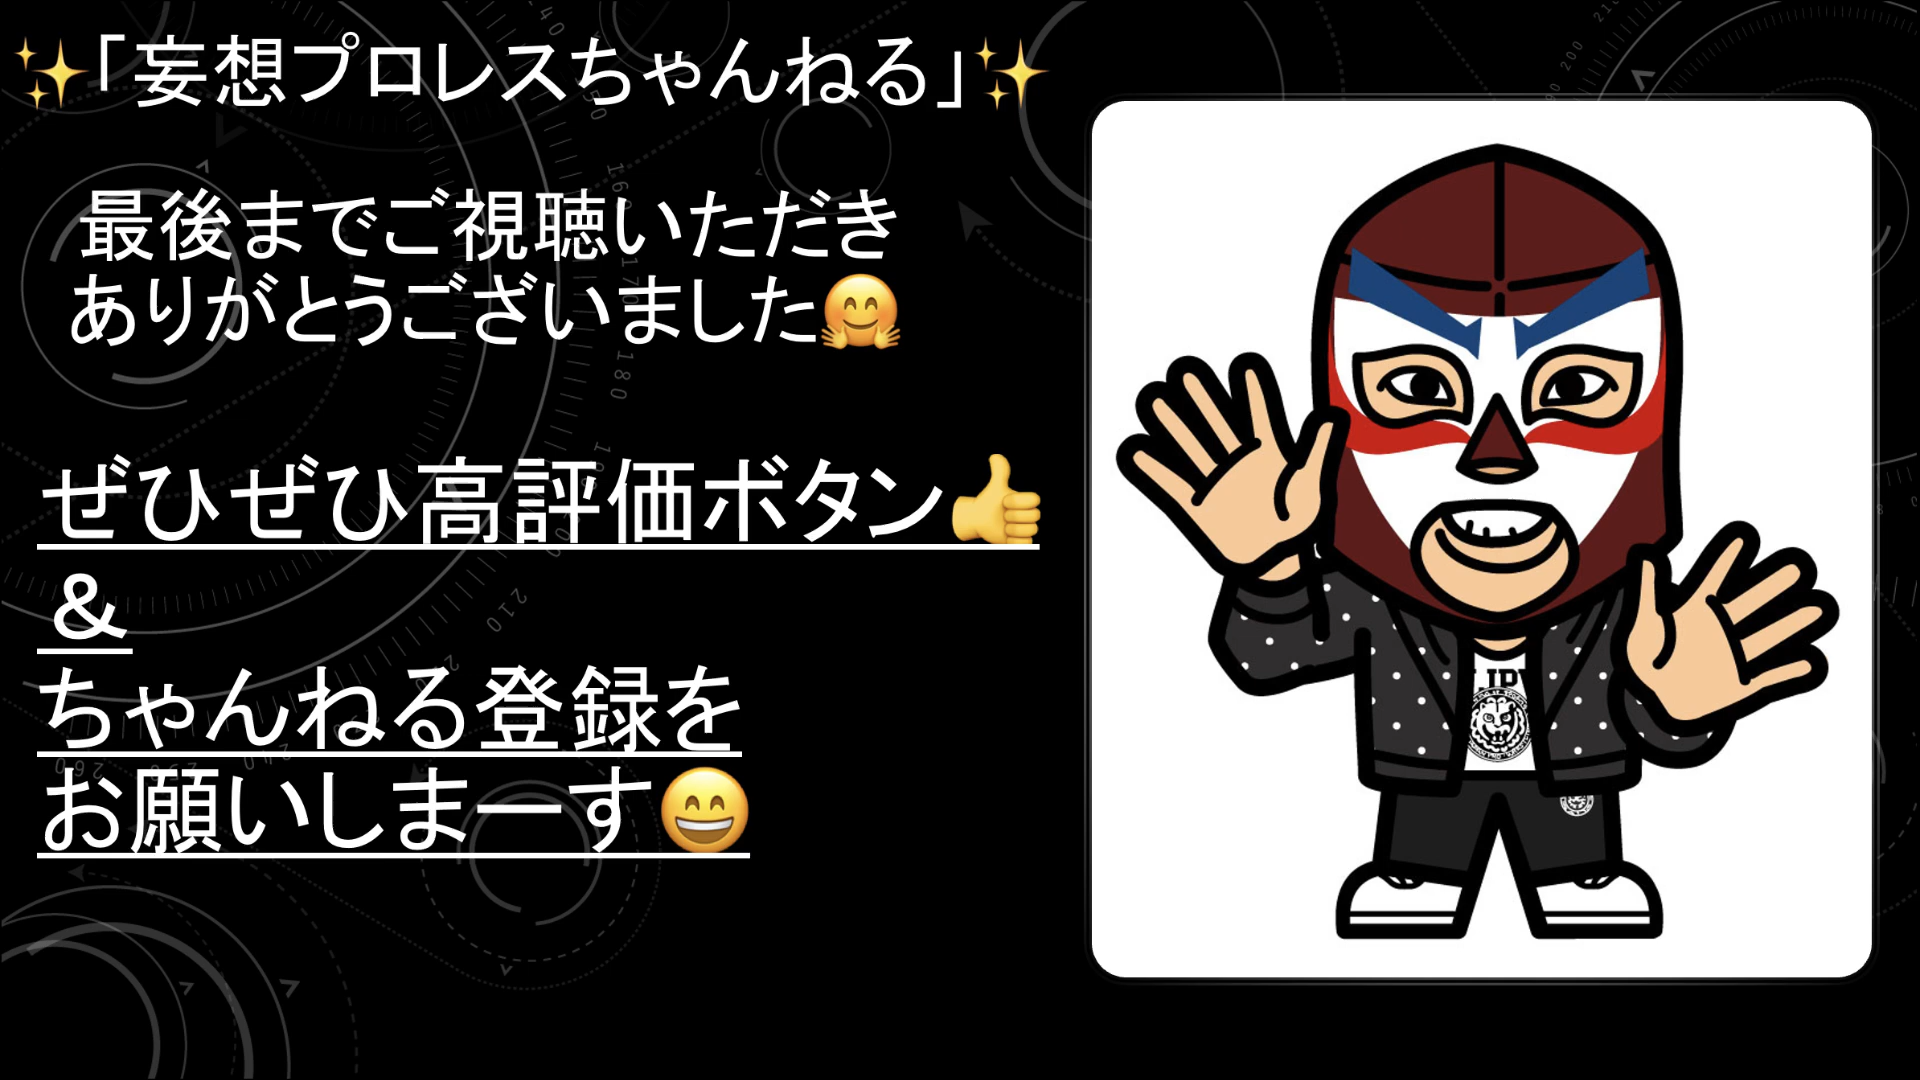 ✨「妄想プロレスちゃんねる」✨
最後までご視聴いただき
ありがとうございました🤗
ぜひぜひ高評価ボタン👍
&
ちゃんねる登録を
お願いしまーす😄